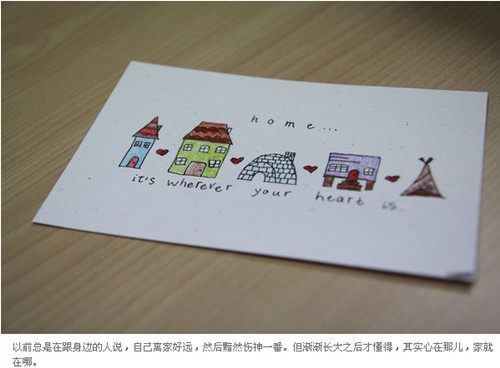 home...
it's wherever your heart is.
以前总是在跟身边的人说，自己离家好远，然后黯然伤神一番。但渐渐长大之后才懂得，其实心在那儿，家就
在哪。